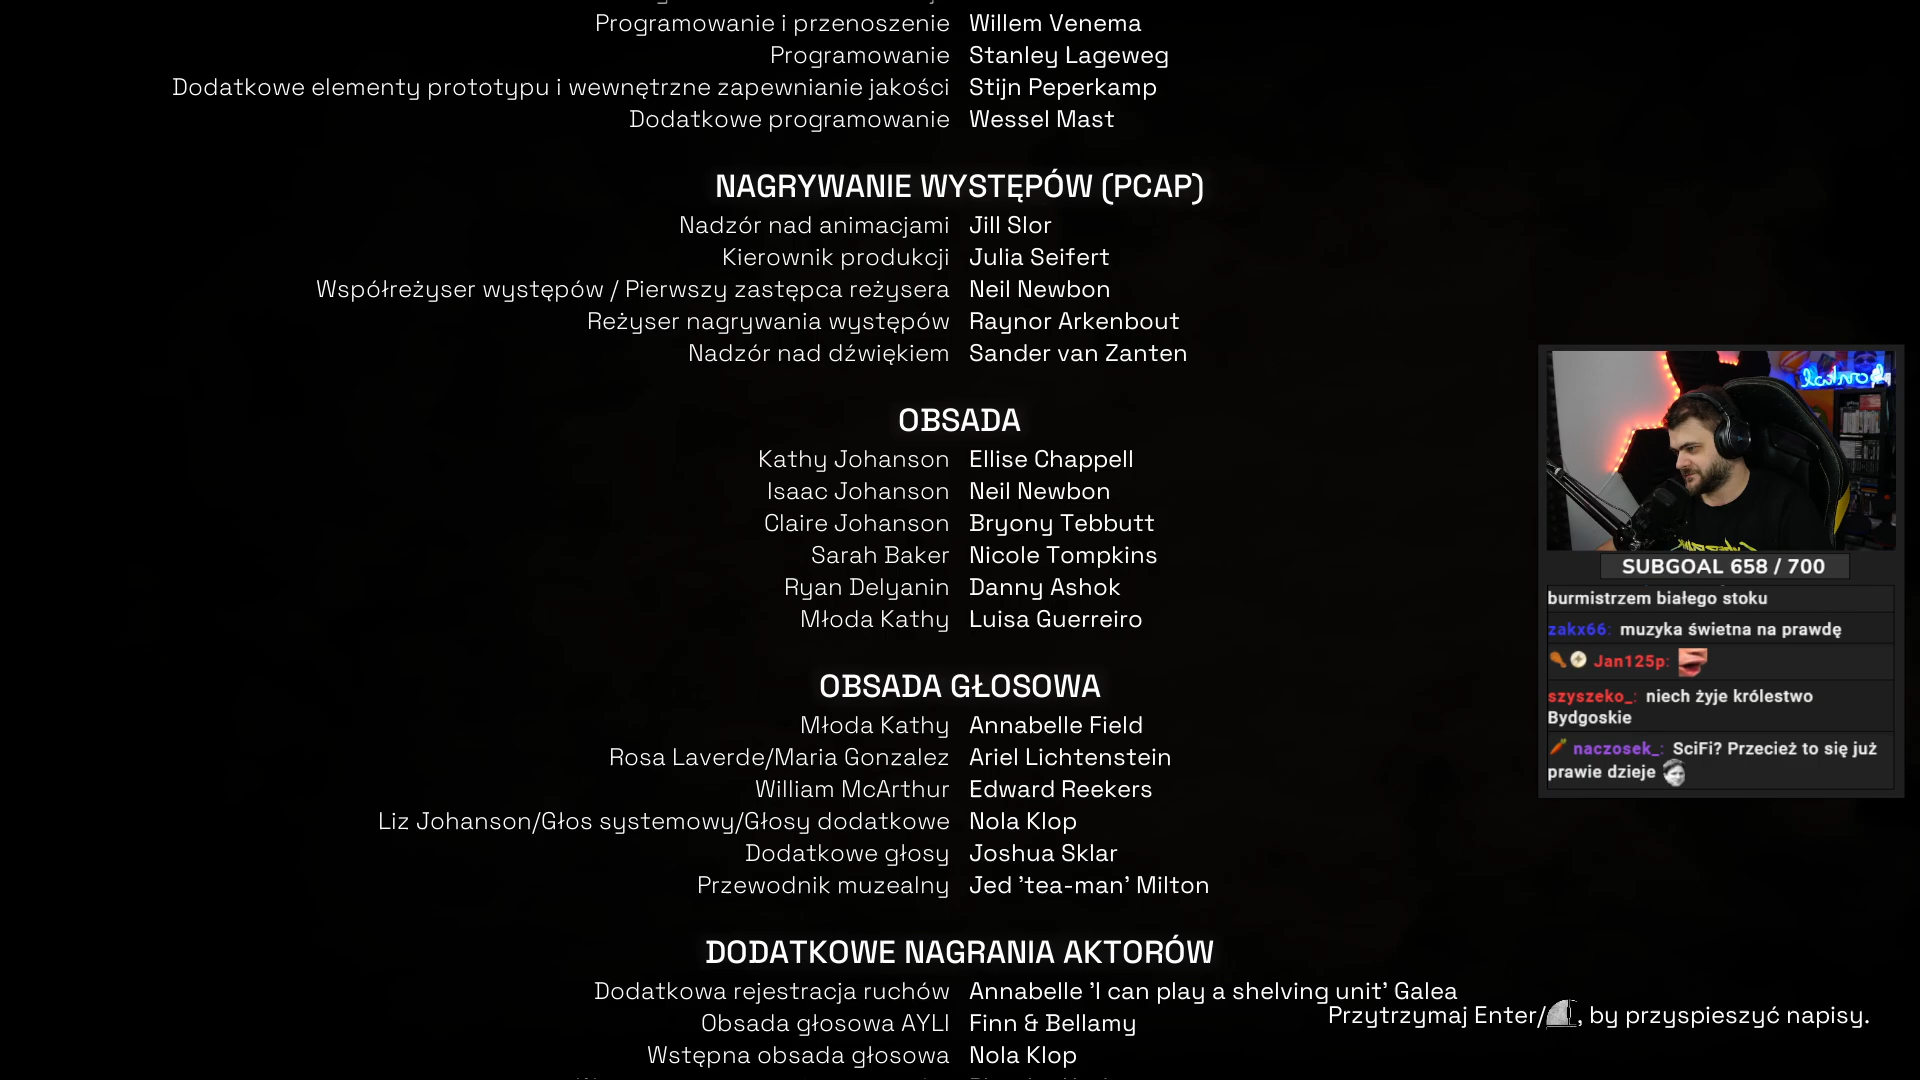 Programowanie i przenoszenie Willem Venema
Programowanie Stanley Lageweg
Dodatkowe elementy prototypu i wewnętrzne zapewnianie jakości Stijn Peperkamp
Dodatkowe programowanie Wessel Mast
NAGRYWANIE WYSTĘPÓW (PCAP)
Nadzór nad animacjami Jill Slor
Kierownik produkcji Julia Seifert
Współreżyser występów / Pierwszy zastępca reżysera Neil Newbon
Reżyser nagrywania występów Raynor Arkenbout
Nadzór nad dźwiękiem Sander van Zanten
OBSADA
Kathy Johanson Ellise Chappell
Isaac Johanson Neil Newbon
Claire Johanson Bryony Tebbutt
Sarah Baker Nicole Tompkins
Ryan Delyanin Danny Ashok
Młoda Kathy Luisa Guerreiro
OBSADA GŁOSOWA
Młoda Kathy Annabelle Field
Rosa Laverde/Maria Gonzalez Ariel Lichtenstein
William McArthur Edward Reekers
Liz Johanson/Głos systemowy/Głosy dodatkowe Nola Klop
Dodatkowe głosy Joshua Sklar
Przewodnik muzealny Jed 'tea-man' Milton
DODATKOWE NAGRANIA AKTORÓW
Dodatkowa rejestracja ruchów Annabelle 'I can play a shelving unit' Galea
Obsada głosowa AYLI Finn & Bellamy
Wstępna obsada głosowa Nola Klop
Przytrzymaj Enter/ , by przyspieszyć napisy.
SUBGOAL 658 / 700
burmistrzem białego stoku
zakx66: muzyka świetna na prawdę
Jan125p:
szyszeko_: niech żyje królestwo
Bydgoskie
naczosek_: SciFi? Przecież to się już
prawie dzieje